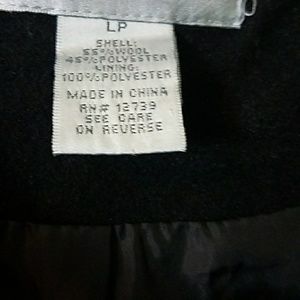 LP
SHELL:
55%WOOL
45%POLYESTER
LINING:
100%POLYESTER
MADE IN CHINA
RN# 12739
SEE CARE
ON REVERSE